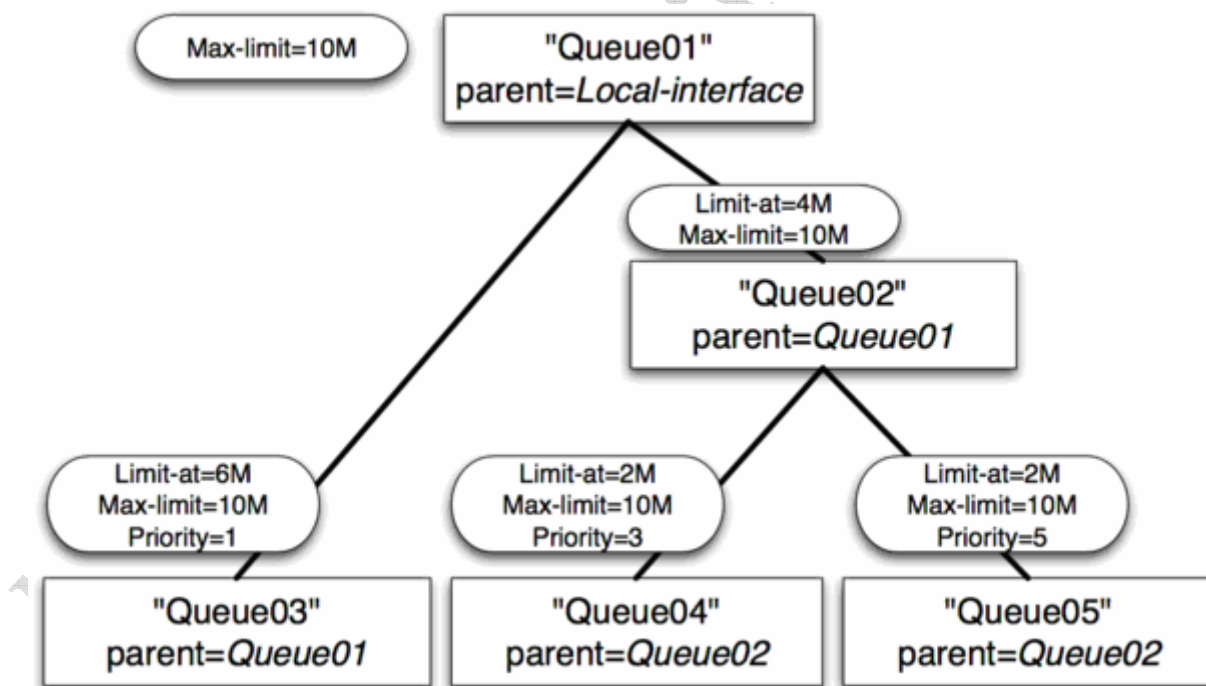 Max-limit=10M
"Queue01"
parent=Local-interface
Limit-at=4M
Max-limit=10M
"Queue02"
parent=Queue01
Limit-at=6M
Max-limit=10M
Priority=1
Limit-at=2M
Max-limit=10M
Priority=3
Limit-at=2M
Max-limit=10M
Priority=5
"Queue03"
parent=Queue01
"Queue04"
parent=Queue02
"Queue05"
parent=Queue02